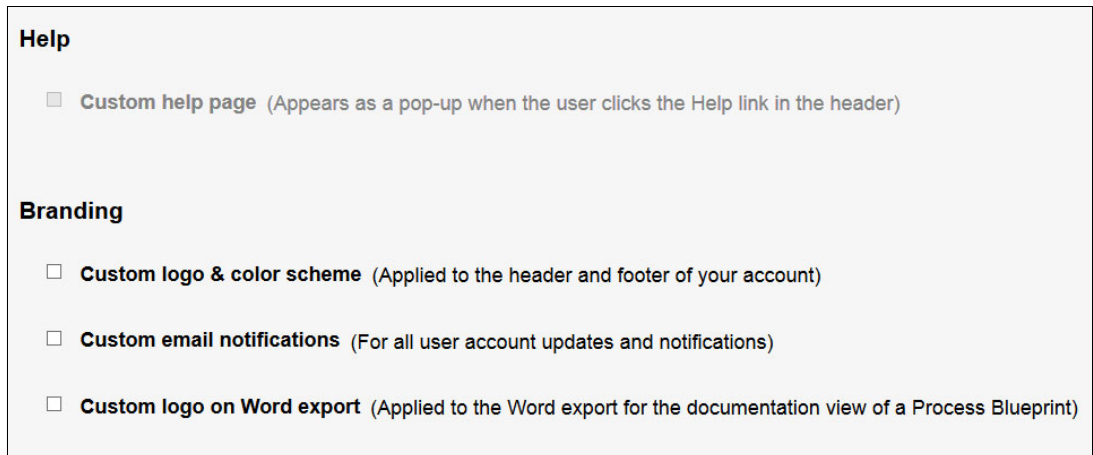 Help
Custom help page (Appears as a pop-up when the user clicks the Help link in the header)
Branding
Custom logo & color scheme (Applied to the header and footer of your account)
Custom email notifications (For all user account updates and notifications)
Custom logo on Word export (Applied to the Word export for the documentation view of a Process Blueprint)